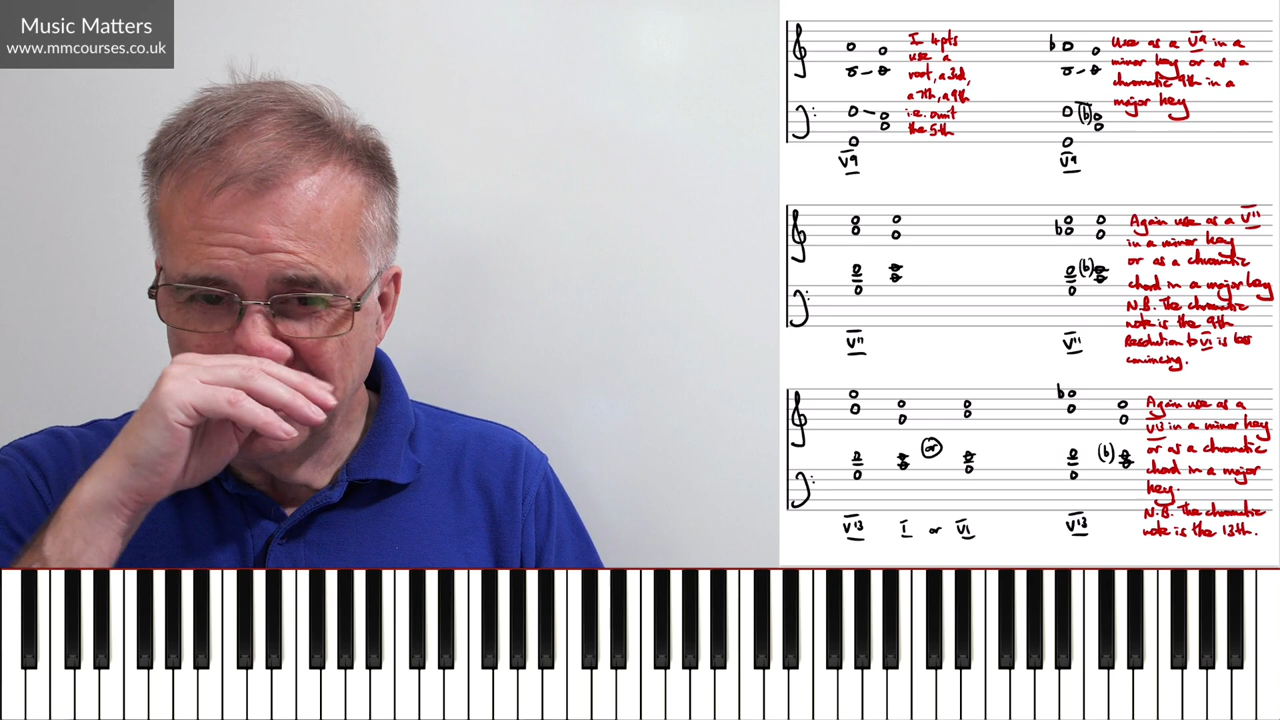 Music Matters
www.mmcourses.co.uk
In 4pts
use a
root, a 3rd,
a 7th, a 9th
i.e. omit
the 5th
V9
b
(b)
Use as a V9 in a
minor key or as a
chromatic 9th in a
major key
V9
V11
b
(b)
Again use as a V11
in a minor key
or as a chromatic
chord in a major key
N.B. The chromatic
note is the 9th
Resolution to VI is less
convincing.
V11
or
V13 I or VI
b
(b)
Again use as a
V13 in a minor key
or as a chromatic
chord in a major
key.
N.B. The chromatic
note is the 13th.
V13